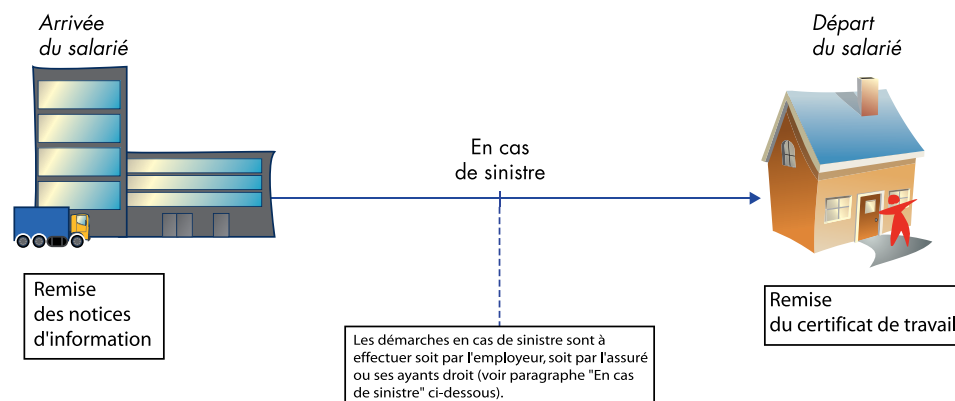 Arrivée
du salarié
Départ
du salarié
En cas
de sinistre
Remise
des notices
d'information
Les démarches en cas de sinistre sont à
effectuer soit par l'employeur, soit par l'assuré
ou ses ayants droit (voir paragraphe "En cas
de sinistre" ci-dessous).
Remise
du certificat de travail